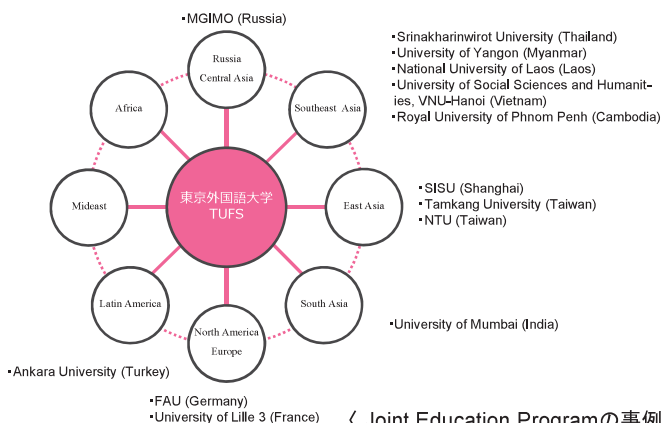 ▪MGIMO (Russia)
Russia
Central Asia
▪Srinakharinwirot University (Thailand)
▪University of Yangon (Myanmar)
▪National University of Laos (Laos)
▪University of Social Sciences and Humanit-
ies, VNU-Hanoi (Vietnam)
▪Royal University of Phnom Penh (Cambodia)
Africa
Southeast Asia
Mideast
東京外国語大学
TUFS
East Asia
▪SISU (Shanghai)
▪Tamkang University (Taiwan)
▪NTU (Taiwan)
Latin America
North America
Europe
South Asia
▪University of Mumbai (India)
▪Ankara University (Turkey)
▪FAU (Germany)
▪University of Lille 3 (France)
〈 Joint Education Programの事例